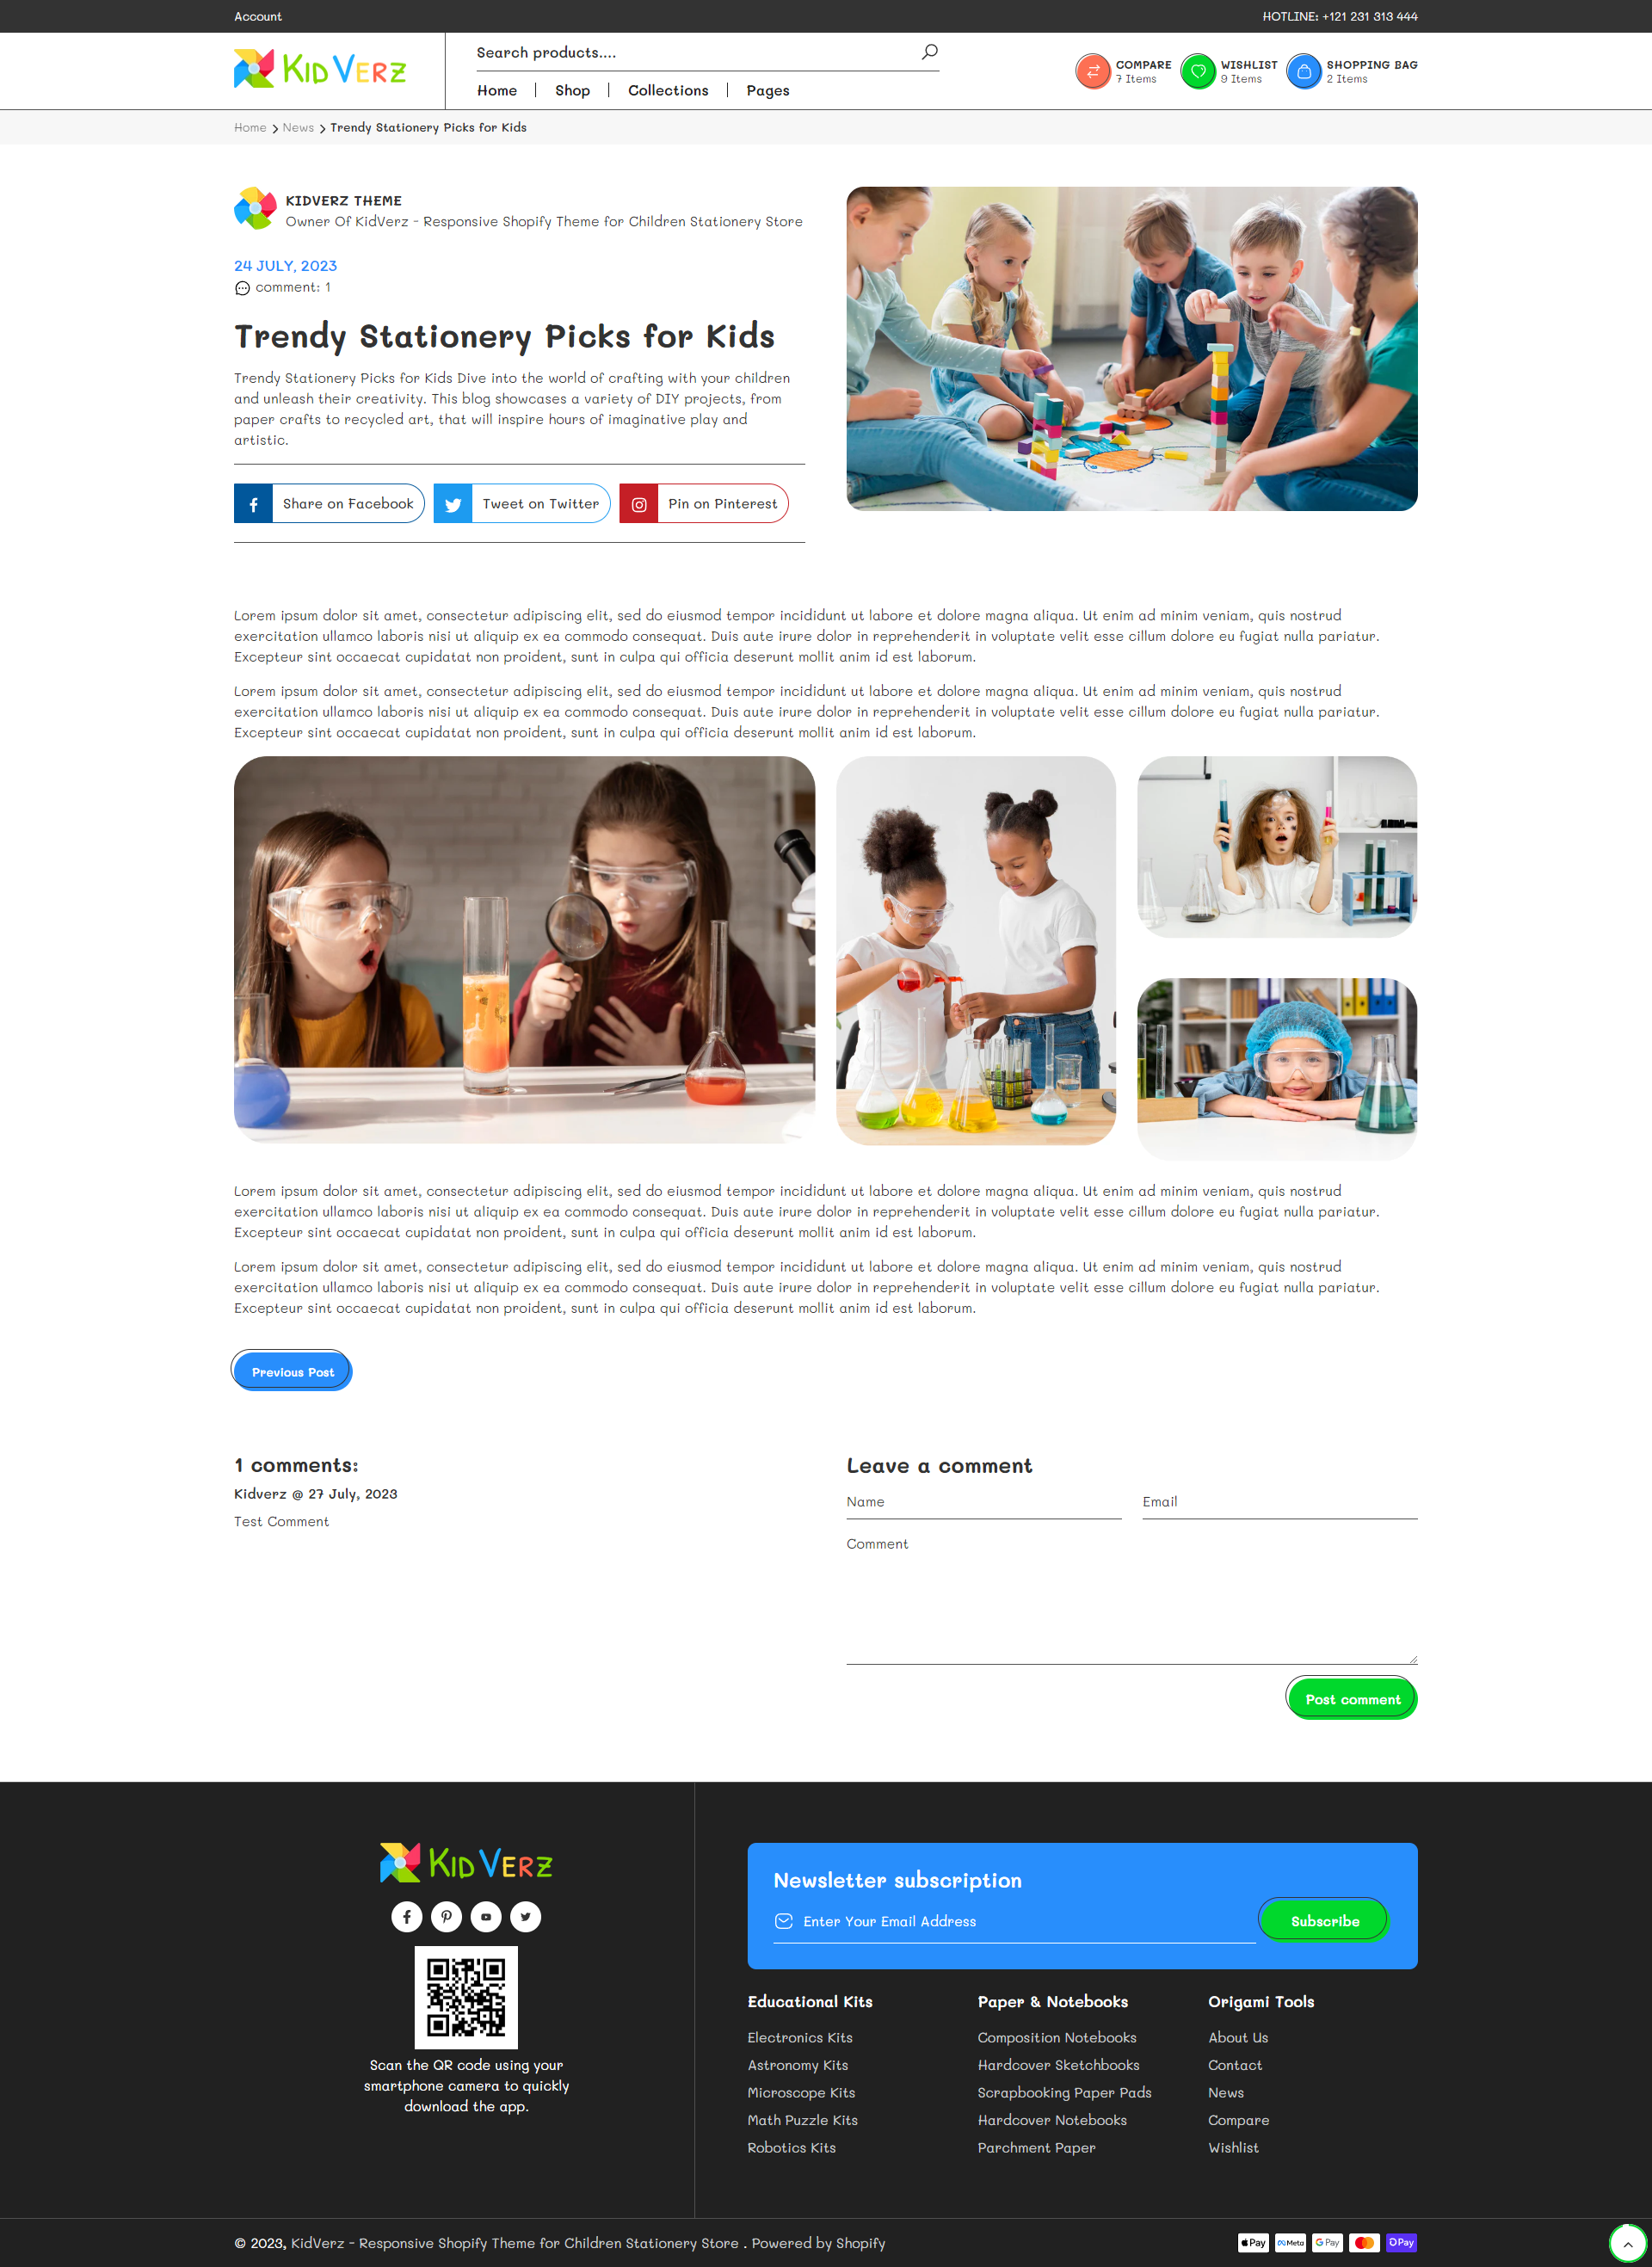 Account
HOTLINE: +121 231 313 444
KID VERZ
Search products....
Home
Shop
Collections
Pages
COMPARE
7 Items
WISHLIST
9 Items
SHOPPING BAG
2 Items
Home
News
Trendy Stationery Picks for Kids
KIDVERZ THEME
Owner Of KidVerz - Responsive Shopify Theme for Children Stationery Store
24 JULY, 2023
comment: 1
Trendy Stationery Picks for Kids
Trendy Stationery Picks for Kids Dive into the world of crafting with your children
and unleash their creativity. This blog showcases a variety of DIY projects, from
paper crafts to recycled art, that will inspire hours of imaginative play and
artistic.
Share on Facebook
Tweet on Twitter
Pin on Pinterest
Lorem ipsum dolor sit amet, consectetur adipiscing elit, sed do eiusmod tempor incididunt ut labore et dolore magna aliqua. Ut enim ad minim veniam, quis nostrud
exercitation ullamco laboris nisi ut aliquip ex ea commodo consequat. Duis aute irure dolor in reprehenderit in voluptate velit esse cillum dolore eu fugiat nulla pariatur.
Excepteur sint occaecat cupidatat non proident, sunt in culpa qui officia deserunt mollit anim id est laborum.
Lorem ipsum dolor sit amet, consectetur adipiscing elit, sed do eiusmod tempor incididunt ut labore et dolore magna aliqua. Ut enim ad minim veniam, quis nostrud
exercitation ullamco laboris nisi ut aliquip ex ea commodo consequat. Duis aute irure dolor in reprehenderit in voluptate velit esse cillum dolore eu fugiat nulla pariatur.
Excepteur sint occaecat cupidatat non proident, sunt in culpa qui officia deserunt mollit anim id est laborum.
Lorem ipsum dolor sit amet, consectetur adipiscing elit, sed do eiusmod tempor incididunt ut labore et dolore magna aliqua. Ut enim ad minim veniam, quis nostrud
exercitation ullamco laboris nisi ut aliquip ex ea commodo consequat. Duis aute irure dolor in reprehenderit in voluptate velit esse cillum dolore eu fugiat nulla pariatur.
Excepteur sint occaecat cupidatat non proident, sunt in culpa qui officia deserunt mollit anim id est laborum.
Lorem ipsum dolor sit amet, consectetur adipiscing elit, sed do eiusmod tempor incididunt ut labore et dolore magna aliqua. Ut enim ad minim veniam, quis nostrud
exercitation ullamco laboris nisi ut aliquip ex ea commodo consequat. Duis aute irure dolor in reprehenderit in voluptate velit esse cillum dolore eu fugiat nulla pariatur.
Excepteur sint occaecat cupidatat non proident, sunt in culpa qui officia deserunt mollit anim id est laborum.
Previous Post
1 comments:
Kidverz @ 27 July, 2023
Test Comment
Leave a comment
Name
Email
Comment
Post comment
KID VERZ
Scan the QR code using your
smartphone camera to quickly
download the app.
Newsletter subscription
Enter Your Email Address
Subscribe
Educational Kits
Electronics Kits
Astronomy Kits
Microscope Kits
Math Puzzle Kits
Robotics Kits
Paper & Notebooks
Composition Notebooks
Hardcover Sketchbooks
Scrapbooking Paper Pads
Hardcover Notebooks
Parchment Paper
Origami Tools
About Us
Contact
News
Compare
Wishlist
© 2023, KidVerz - Responsive Shopify Theme for Children Stationery Store . Powered by Shopify
Pay
Meta
G Pay
OPay